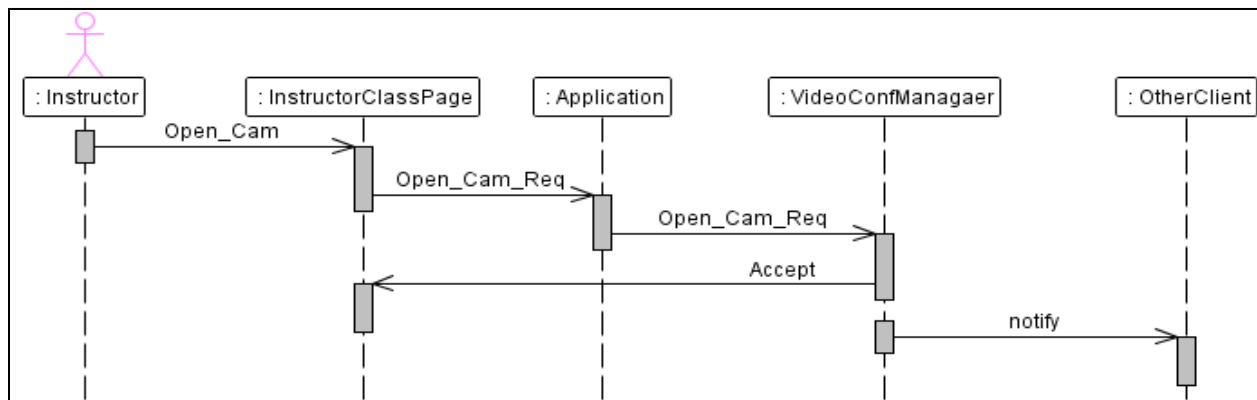 : Instructor
: InstructorClassPage
: Application
: VideoConfManagaer
: OtherClient
Open_Cam
Open_Cam_Req
Open_Cam_Req
Accept
notify